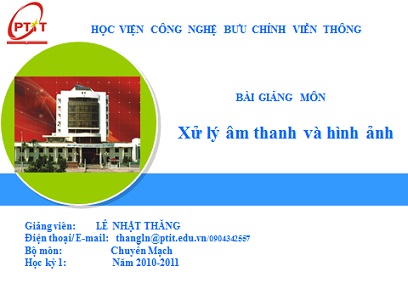 PTIT
HỌC VIỆN CÔNG NGHỆ BƯU CHÍNH VIỄN THÔNG
BÀI GIẢNG MÔN
Xử lý âm thanh và hình ảnh
Giảng viên: LÊ NHẬT THĂNG
Điện thoại/E-mail: thangln@ptit.edu.vn/0904342557
Bộ môn: Chuyển Mạch
Học kỳ 1: Năm 2010-2011